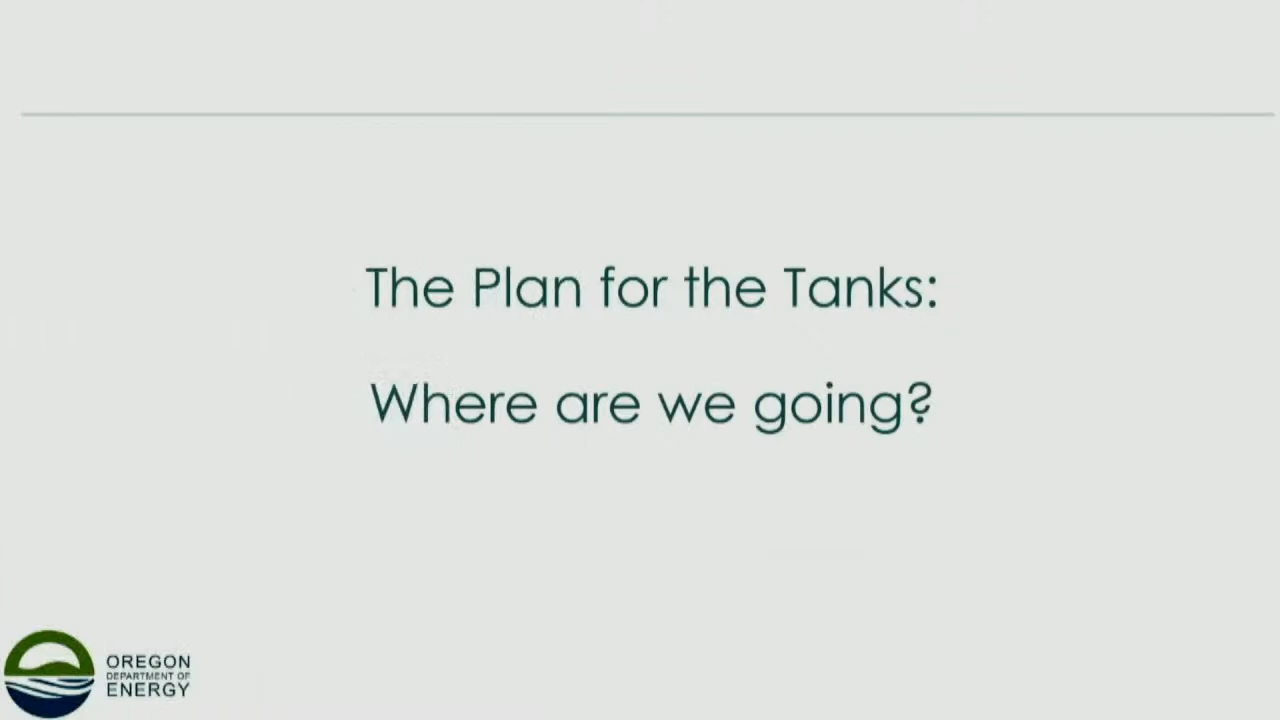 The Plan for the Tanks:
Where are we going?
OREGON
DEPARTMENT OF
ENERGY